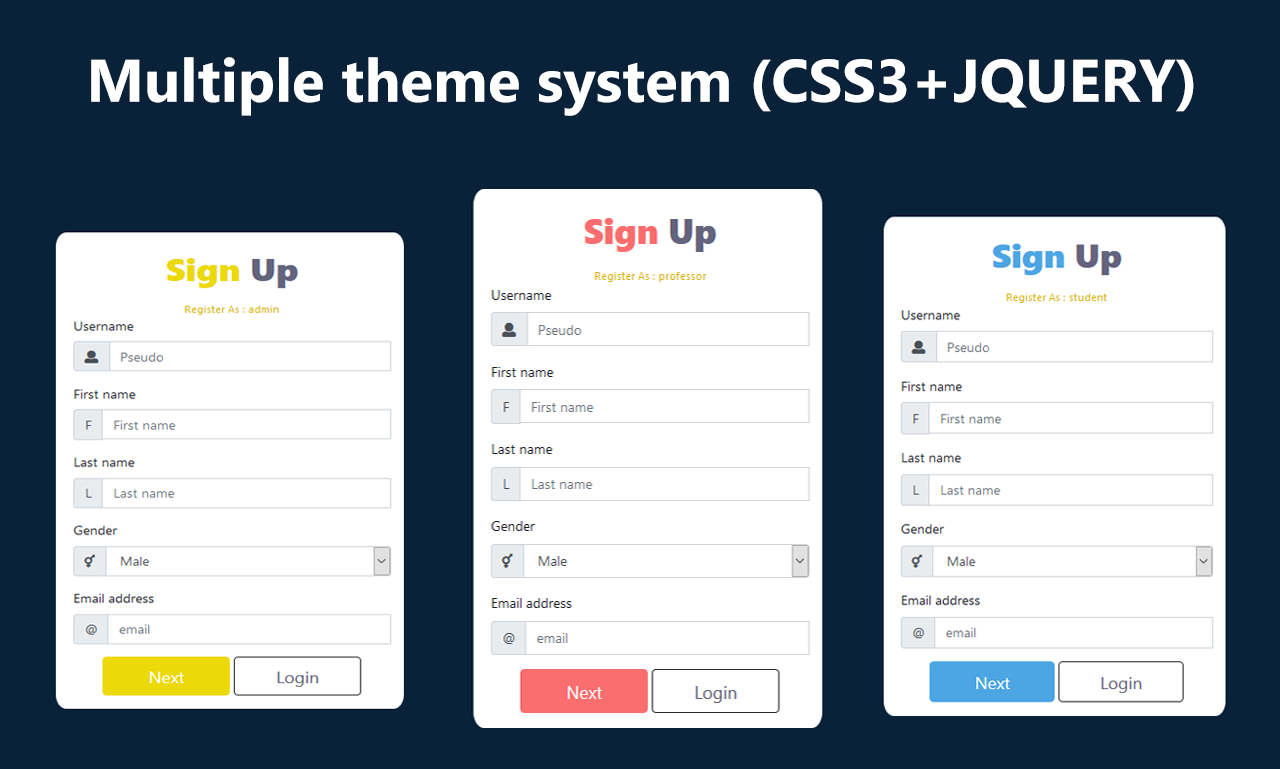 Multiple theme system (CSS3+JQUERY)
Sign Up
Register As : admin
Username
Pseudo
First name
F First name
Last name
L Last name
Gender
Male
Email address
@ email
Next Login
Sign Up
Register As : professor
Username
Pseudo
First name
F First name
Last name
L Last name
Gender
Male
Email address
@ email
Next Login
Sign Up
Register As : student
Username
Pseudo
First name
F First name
Last name
L Last name
Gender
Male
Email address
@ email
Next Login